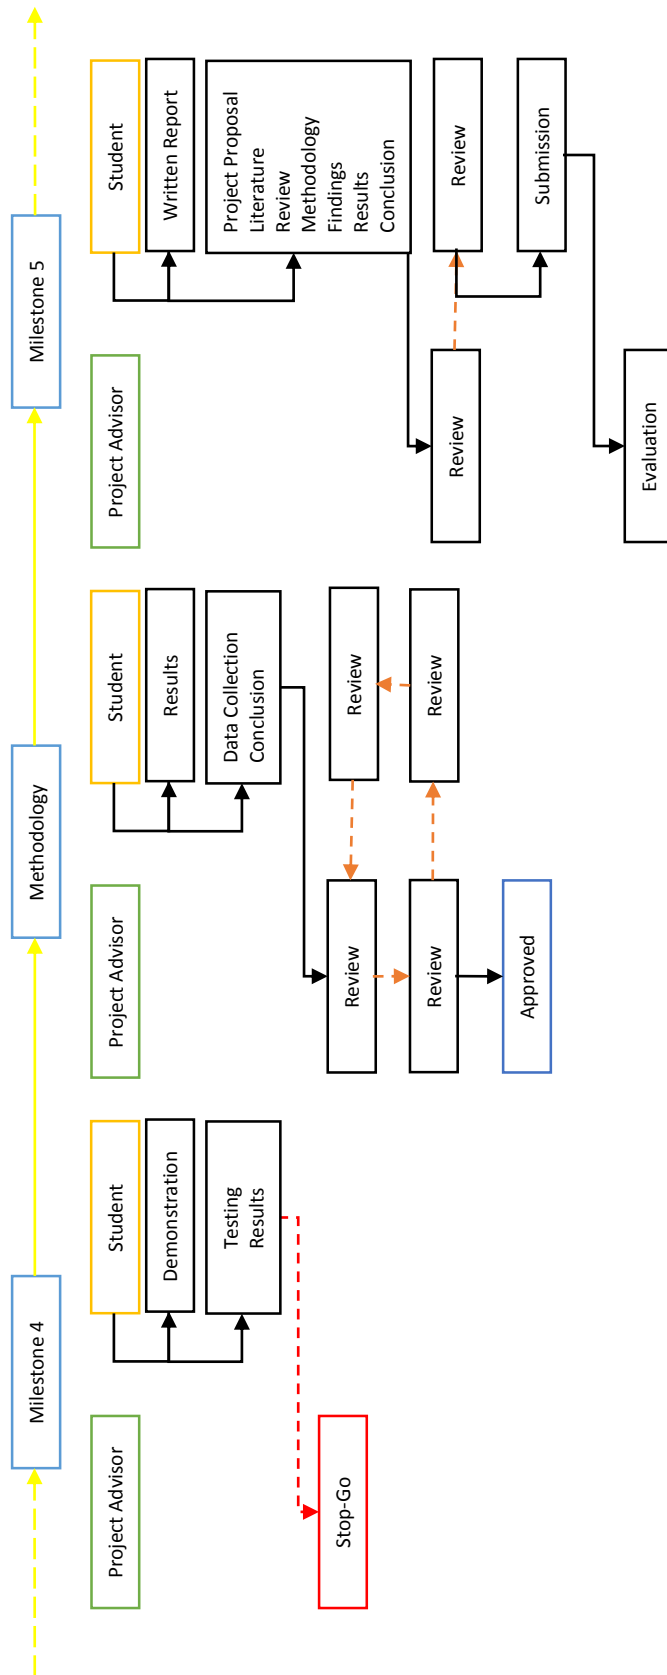 Milestone 4
Methodology
Milestone 5
Project Advisor
Student
Demonstration
Testing
Results
Stop-Go
Project Advisor
Student
Results
Data Collection
Conclusion
Review
Review
Review
Review
Approved
Project Advisor
Student
Written Report
Project Proposal
Literature
Review
Methodology
Findings
Results
Conclusion
Review
Review
Submission
Evaluation